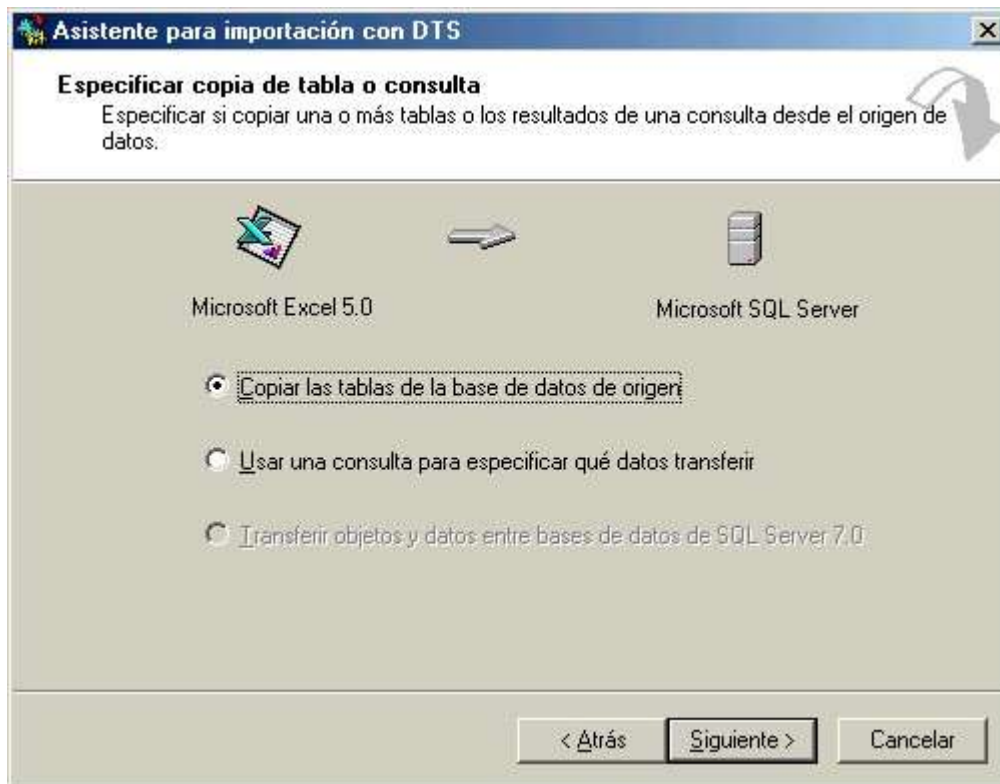 Asistente para importación con DTS
Especificar copia de tabla o consulta
Especificar si copiar una o más tablas o los resultados de una consulta desde el origen de
datos.
Microsoft Excel 5.0
Microsoft SQL Server
Copiar las tablas de la base de datos de origen
Usar una consulta para especificar qué datos transferir
Transferir objetos y datos entre bases de datos de SQL Server 7.0
< Atrás
Siguiente >
Cancelar